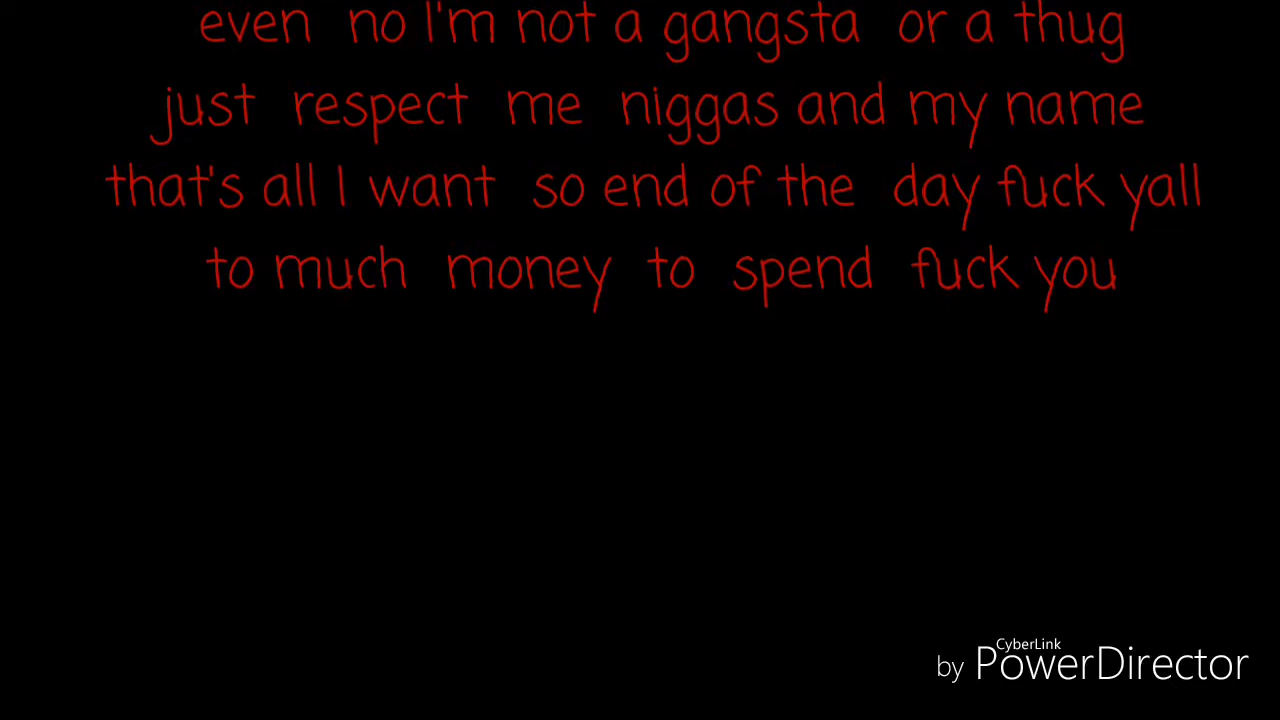 even no I'm not a gangsta or a thug
just respect me niggas and my name
that's all I want so end of the day fuck yall
to much money to spend fuck you
CyberLink
by PowerDirector